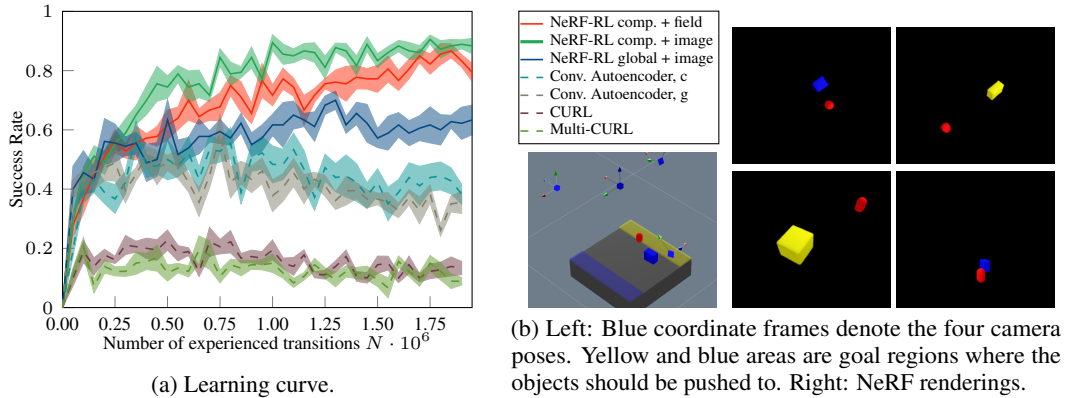 1
0.8
0.6
0.4
0.2
0
Success Rate
0.00 0.25 0.50 0.75 1.00 1.25 1.50 1.75
Number of experienced transitions N · 10⁶
(a) Learning curve.
NeRF-RL comp. + field
NeRF-RL comp. + image
NeRF-RL global + image
Conv. Autoencoder, c
Conv. Autoencoder, g
CURL
Multi-CURL
(b) Left: Blue coordinate frames denote the four camera
poses. Yellow and blue areas are goal regions where the
objects should be pushed to. Right: NeRF renderings.